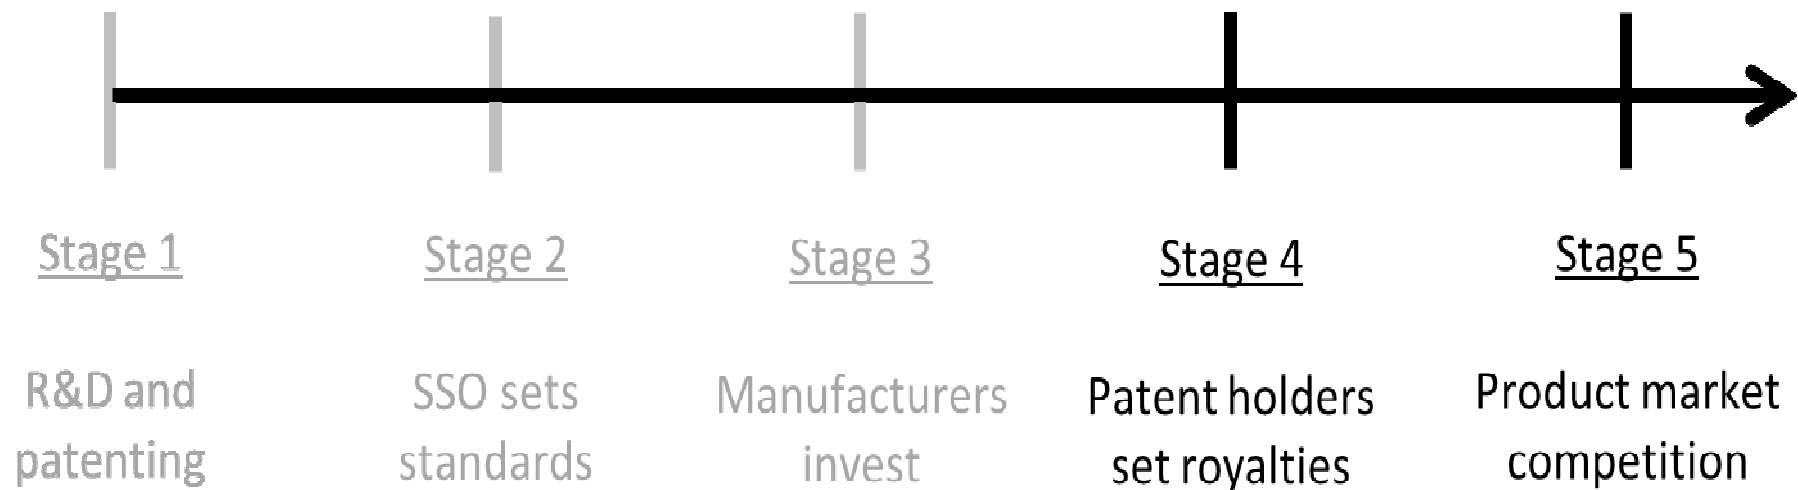 Stage 1
Stage 2
Stage 3
Stage 4
Stage 5
R&D and
patenting
SSO sets
standards
Manufacturers
invest
Patent holders
set royalties
Product market
competition